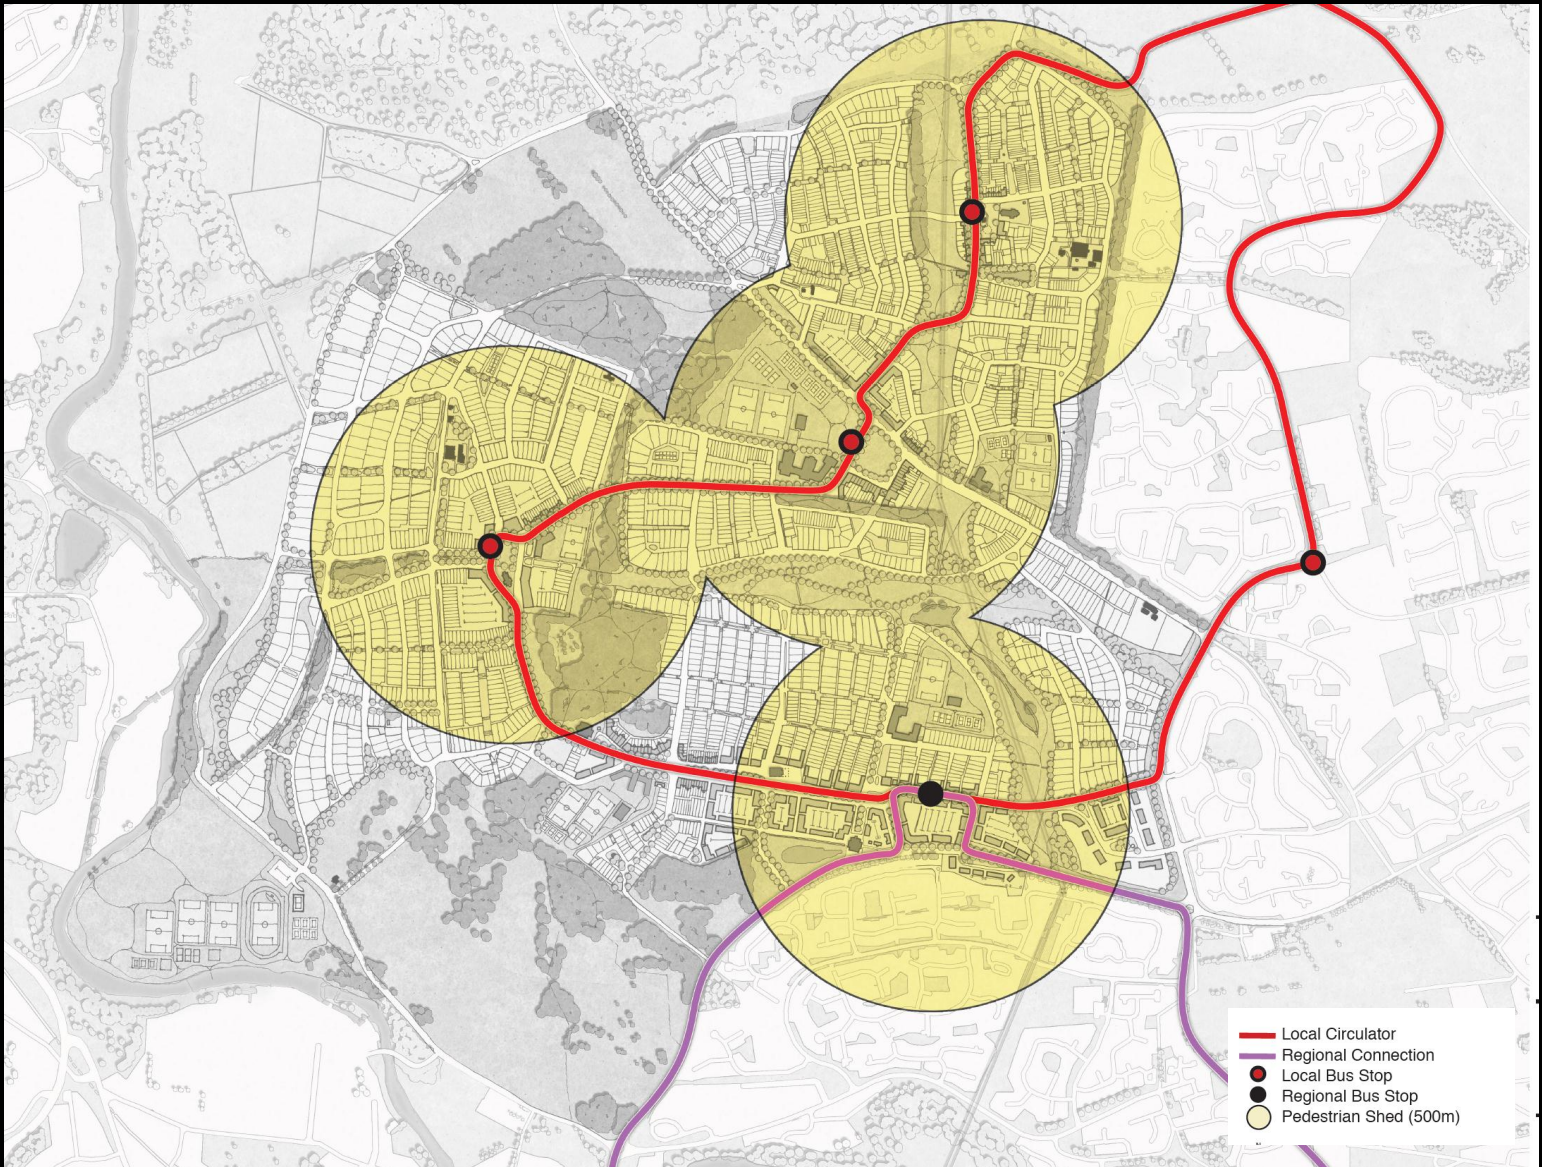 Local Circulator
Regional Connection
Local Bus Stop
Regional Bus Stop
Pedestrian Shed (500m)